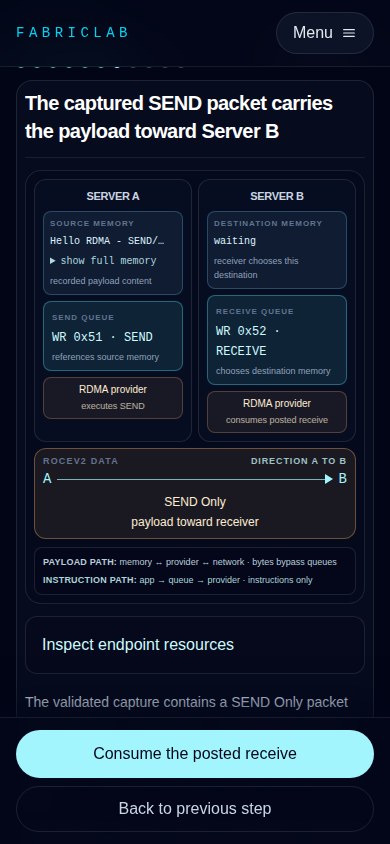 FABRICLAB
Menu
The captured SEND packet carries
the payload toward Server B
SERVER A
SOURCE MEMORY
Hello RDMA - SEND/…
show full memory
recorded payload content
SEND QUEUE
WR 0x51 · SEND
references source memory
RDMA provider
executes SEND
SERVER B
DESTINATION MEMORY
waiting
receiver chooses this
destination
RECEIVE QUEUE
WR 0x52 ·
RECEIVE
chooses destination memory
RDMA provider
consumes posted receive
ROCEV2 DATA
DIRECTION A TO B
A
B
SEND Only
payload toward receiver
PAYLOAD PATH: memory ↔ provider ↔ network · bytes bypass queues
INSTRUCTION PATH: app → queue → provider · instructions only
Inspect endpoint resources
The validated capture contains a SEND Only packet
Consume the posted receive
Back to previous step